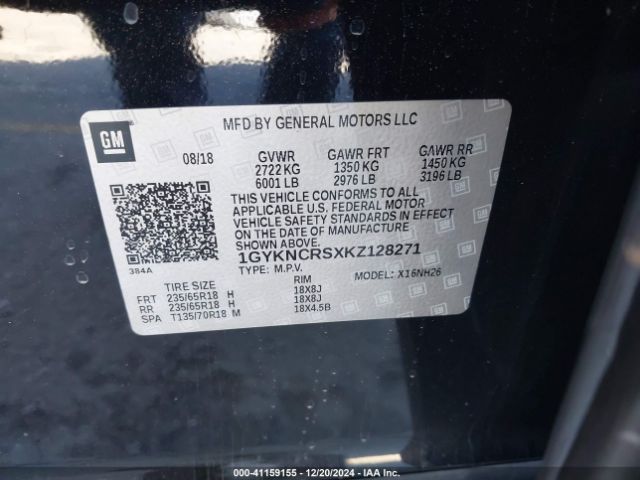 GM
MFD BY GENERAL MOTORS LLC
08/18 GVWR GAWR FRT GAWR RR
2722 KG 1350 KG 1450 KG
6001 LB 2976 LB 3196 LB
THIS VEHICLE CONFORMS TO ALL
APPLICABLE U.S. FEDERAL MOTOR
VEHICLE SAFETY STANDARDS IN EFFECT
ON THE DATE OF MANUFACTURE
SHOWN ABOVE.
1GYKNCRSXKZ128271
384A TYPE: M.P.V. MODEL: X16NH26
TIRE SIZE RIM
FRT 235/65R18 H 18X8J
RR 235/65R18 H 18X8J
SPA T135/70R18 M 18X4.5B
000-41159155 — 12/20/2024 — IAA Inc.